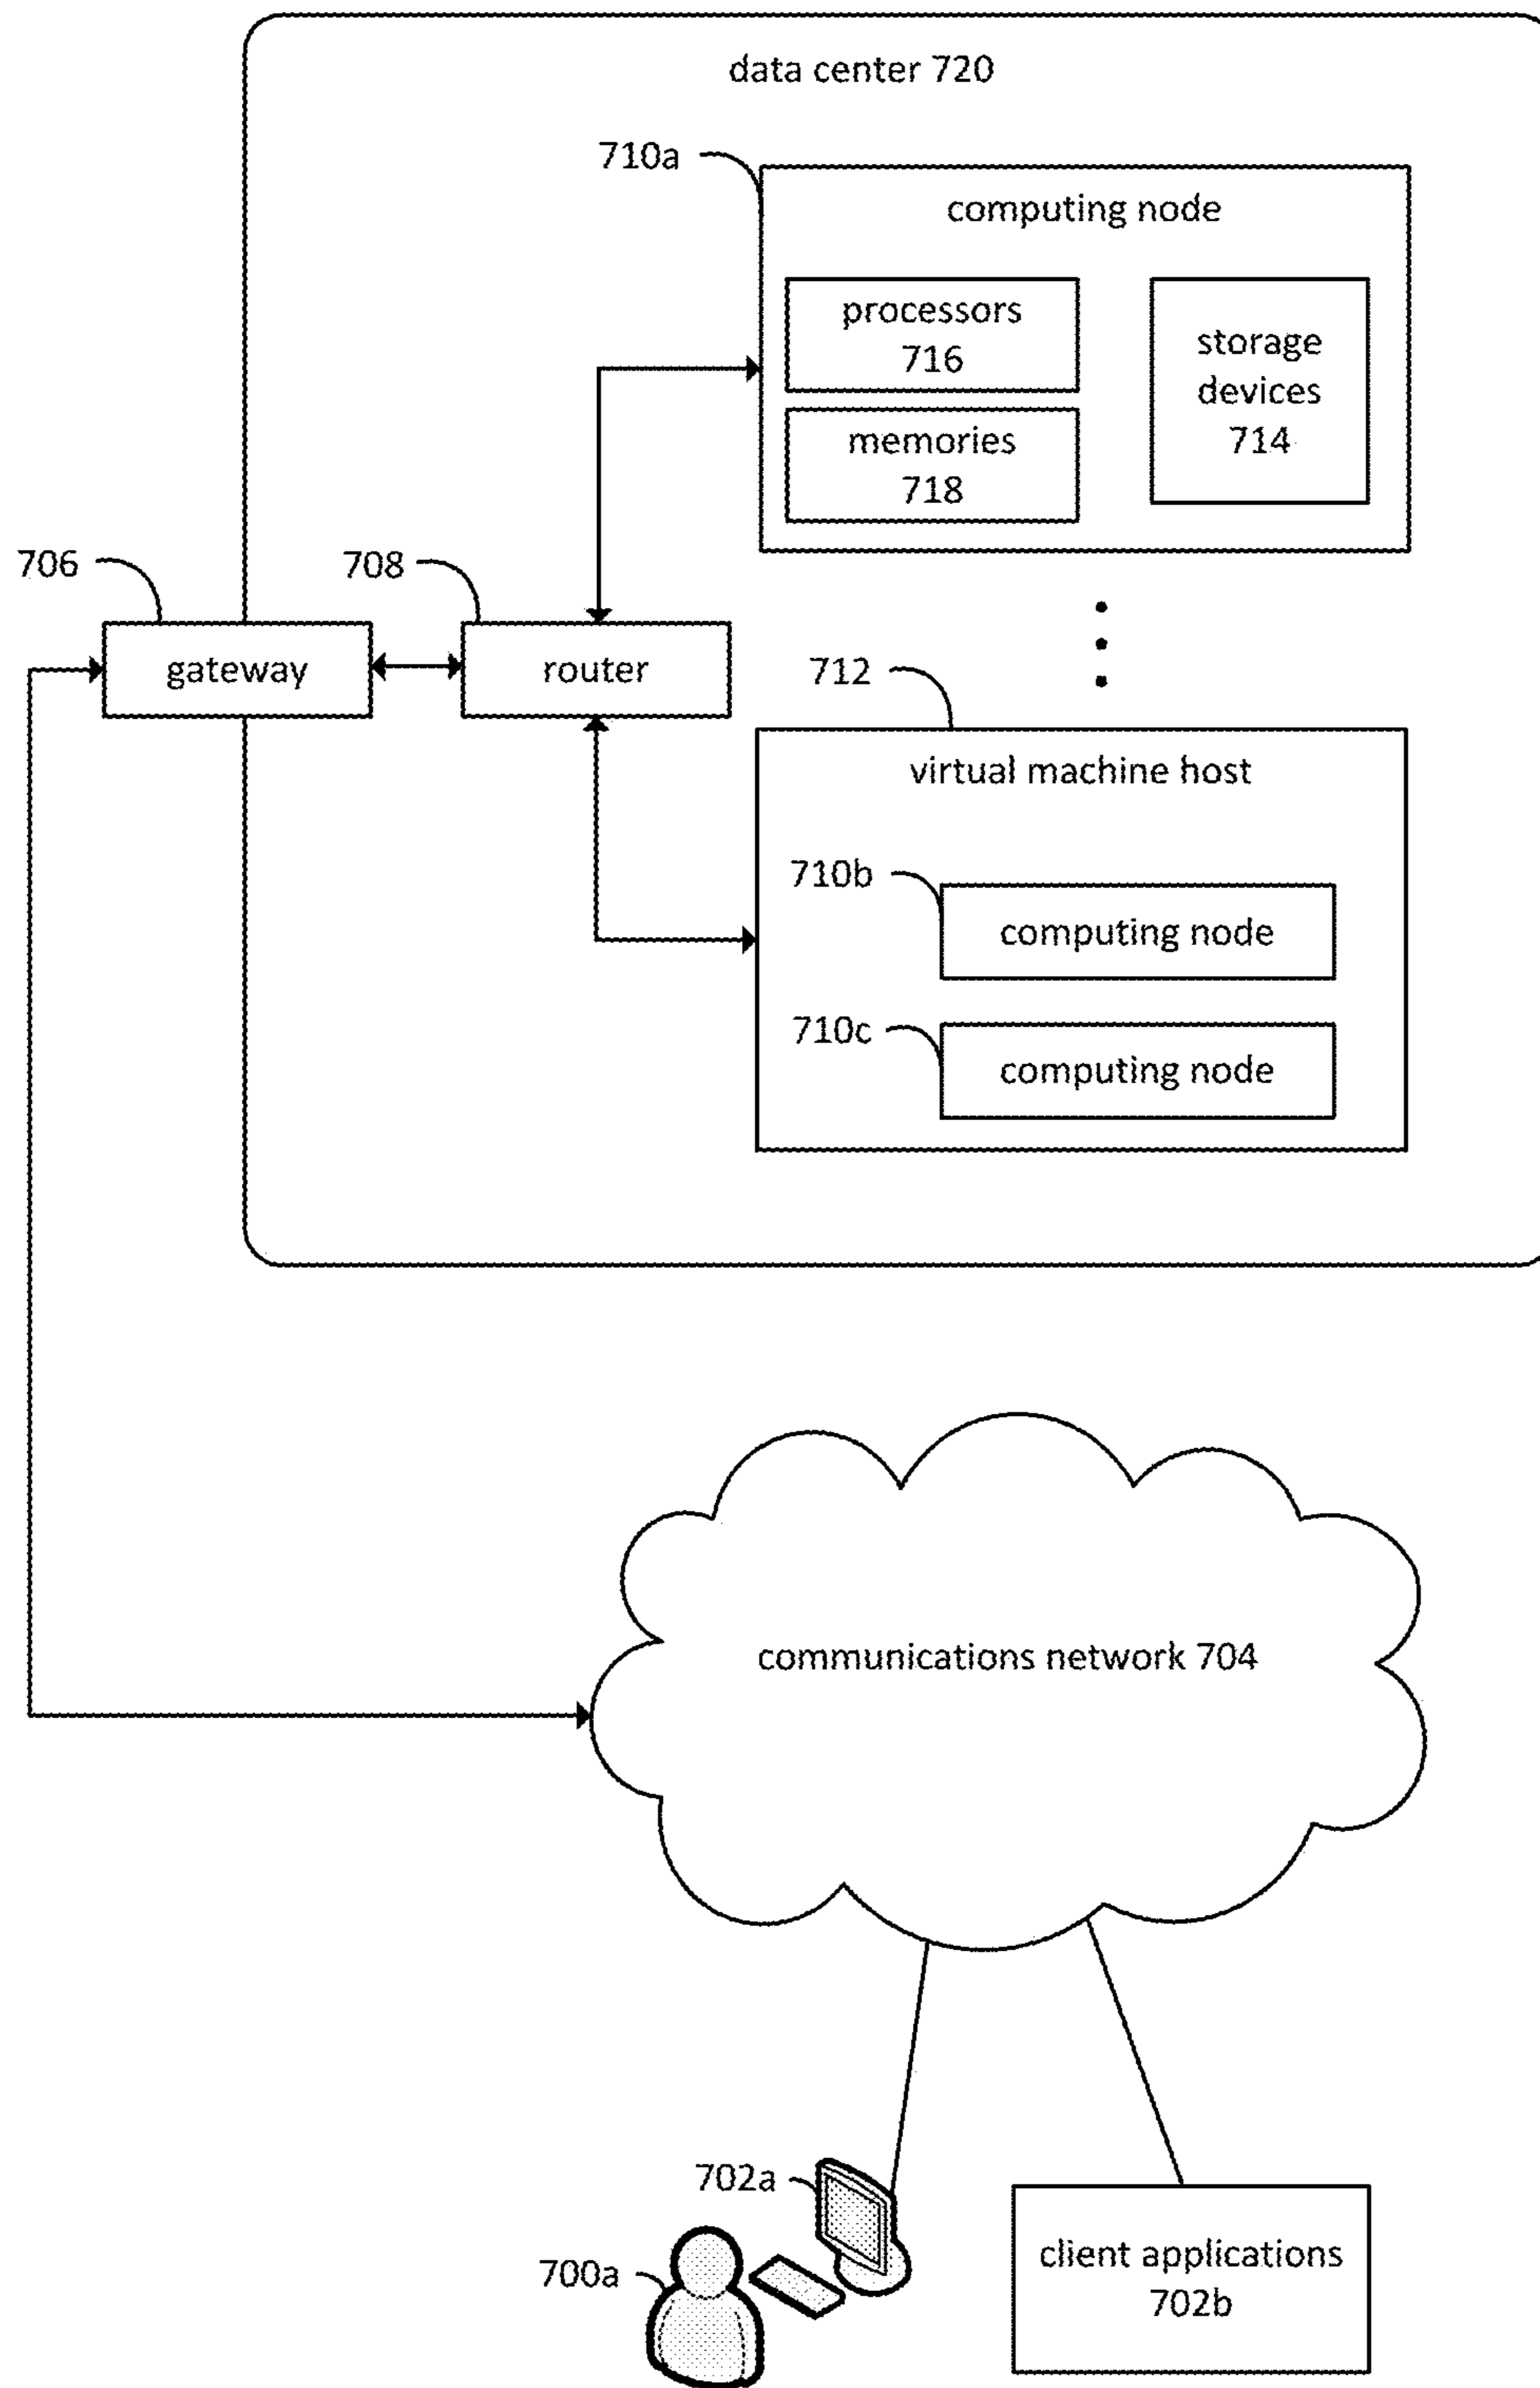 data center 720
710a
computing node
processors
716
storage
devices
714
memories
718
706
708
gateway
router
712
virtual machine host
710b
computing node
710c
computing node
communications network 704
702a
700a
client applications
702b